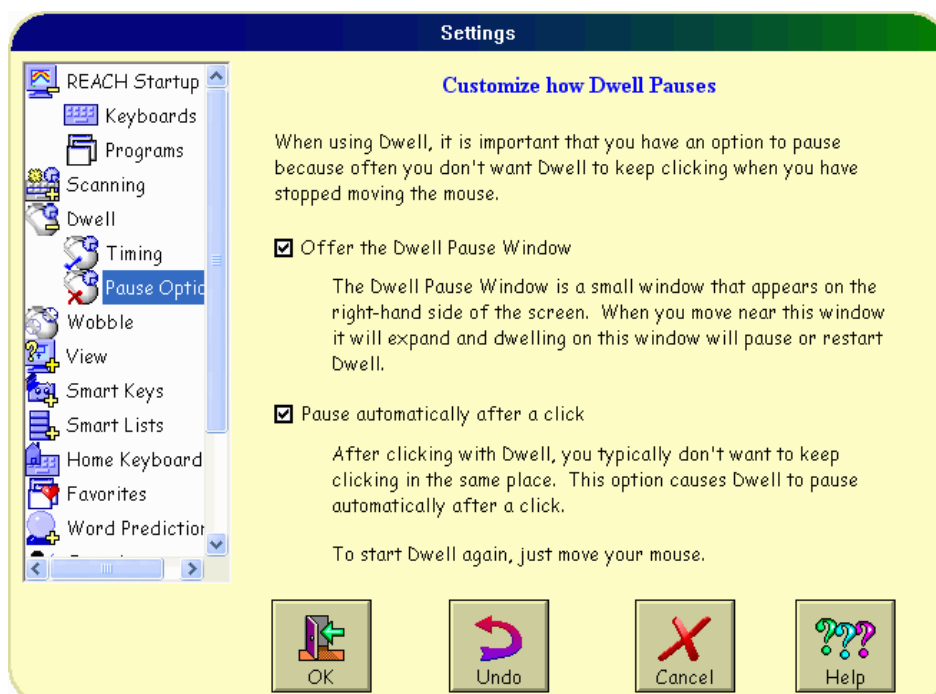 Settings
REACH Startup
Keyboards
Programs
Scanning
Dwell
Timing
Pause Optio
Wobble
View
Smart Keys
Smart Lists
Home Keyboard
Favorites
Word Prediction
Customize how Dwell Pauses
When using Dwell, it is important that you have an option to pause
because often you don't want Dwell to keep clicking when you have
stopped moving the mouse.
Offer the Dwell Pause Window
The Dwell Pause Window is a small window that appears on the
right-hand side of the screen. When you move near this window
it will expand and dwelling on this window will pause or restart
Dwell.
Pause automatically after a click
After clicking with Dwell, you typically don't want to keep
clicking in the same place. This option causes Dwell to pause
automatically after a click.
To start Dwell again, just move your mouse.
OK
Undo
Cancel
Help